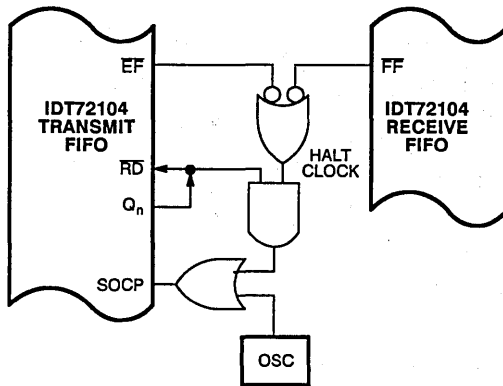 EF
FF
IDT72104
TRANSMIT
FIFO
IDT72104
RECEIVE
FIFO
HALT
CLOCK
RD
Qn
SOCP
OSC